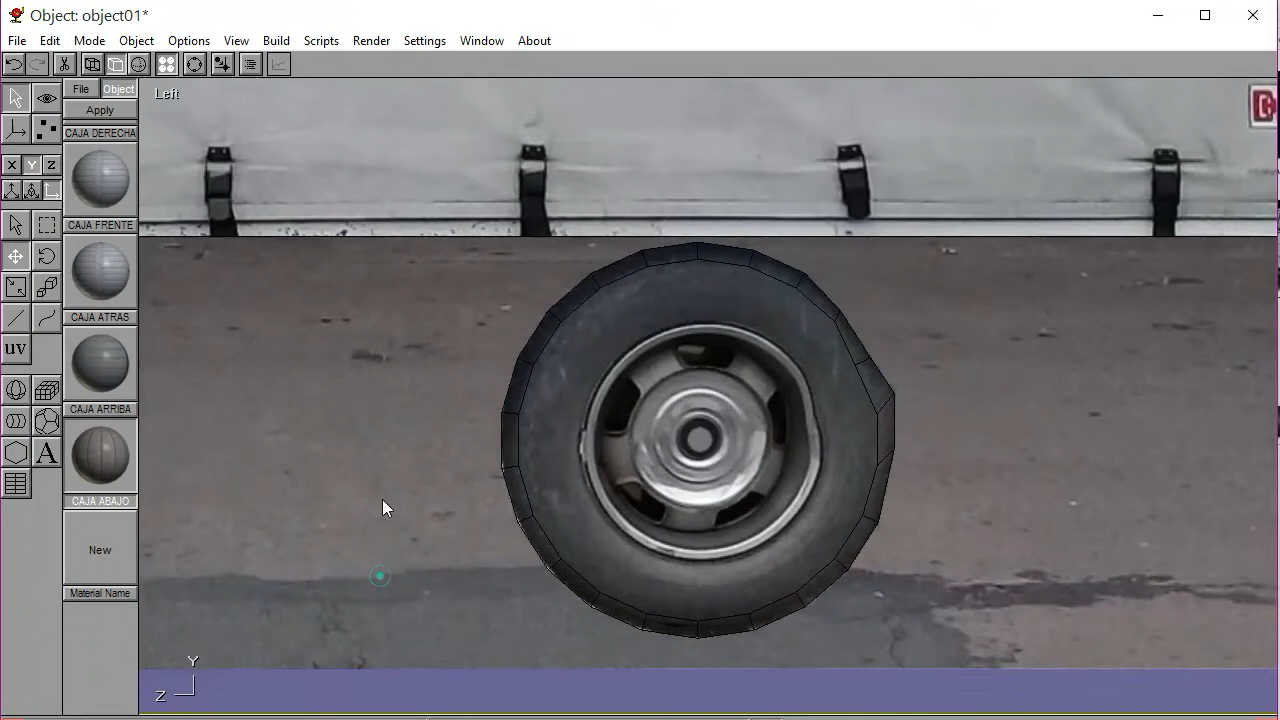 Object: object01*
File Edit Mode Object Options View Build Scripts Render Settings Window About
File Object
Apply
Left
CAJA DERECHA
X Y Z
CAJA FRENTE
CAJA ATRAS
uv
CAJA ARRIBA
A
CAJA ABAJO
New
Material Name
Y
Z